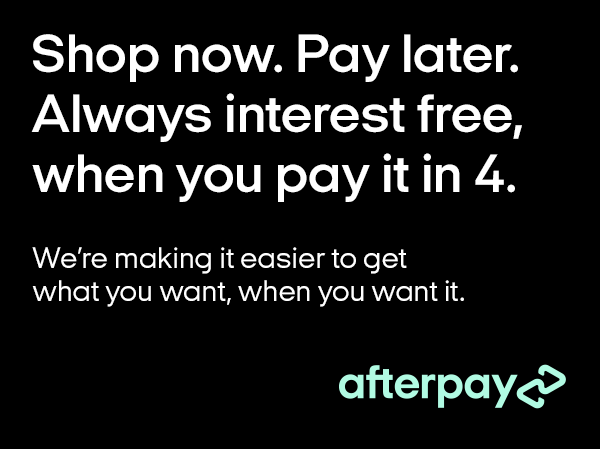 Shop now. Pay later.
Always interest free,
when you pay it in 4.
We’re making it easier to get
what you want, when you want it.
afterpay